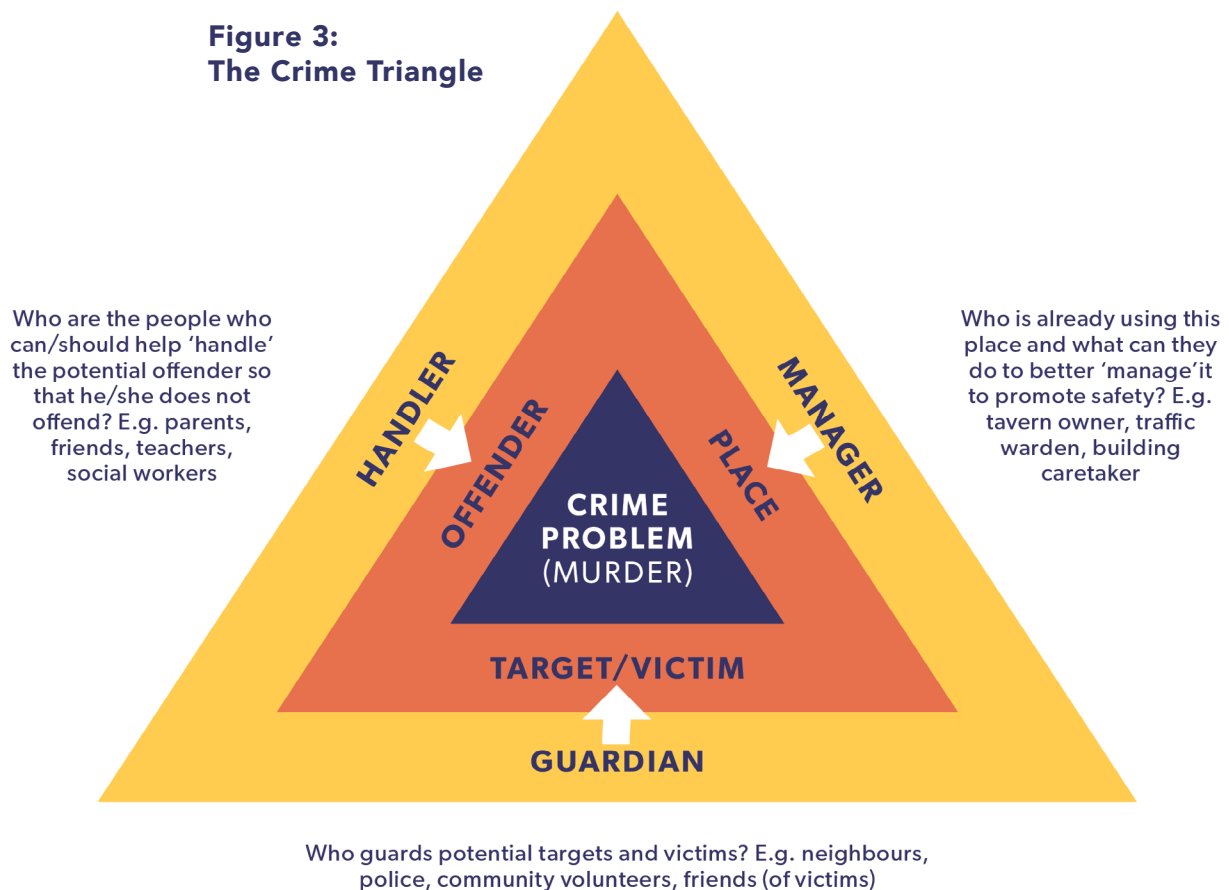 Figure 3:
The Crime Triangle
Who are the people who
can/should help ‘handle’
the potential offender so
that he/she does not
offend? E.g. parents,
friends, teachers,
social workers
HANDLER
OFFENDER
CRIME
PROBLEM
(MURDER)
PLACE
MANAGER
Who is already using this
place and what can they
do to better ‘manage’it
to promote safety? E.g.
tavern owner, traffic
warden, building
caretaker
TARGET/VICTIM
GUARDIAN
Who guards potential targets and victims? E.g. neighbours,
police, community volunteers, friends (of victims)